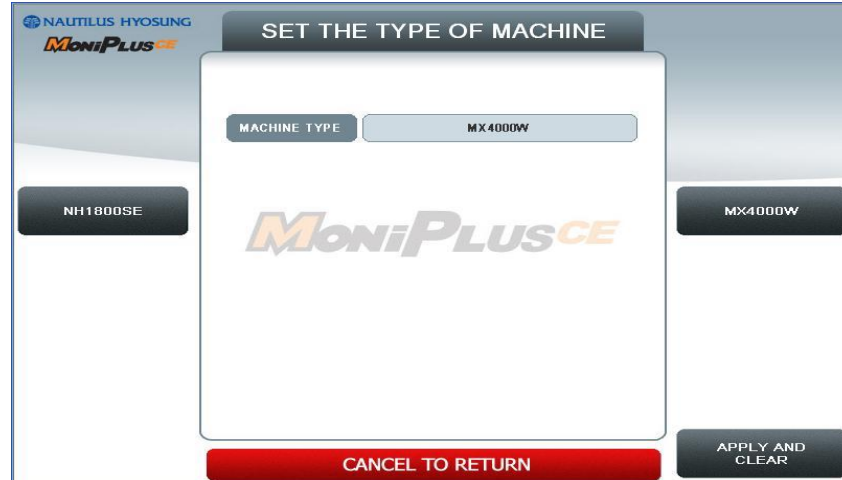 NAUTILUS HYOSUNG
MONiPLUSCE
SET THE TYPE OF MACHINE
MACHINE TYPE
MX4000W
NH1800SE
MX4000W
MONiPLUSCE
APPLY AND
CLEAR
CANCEL TO RETURN